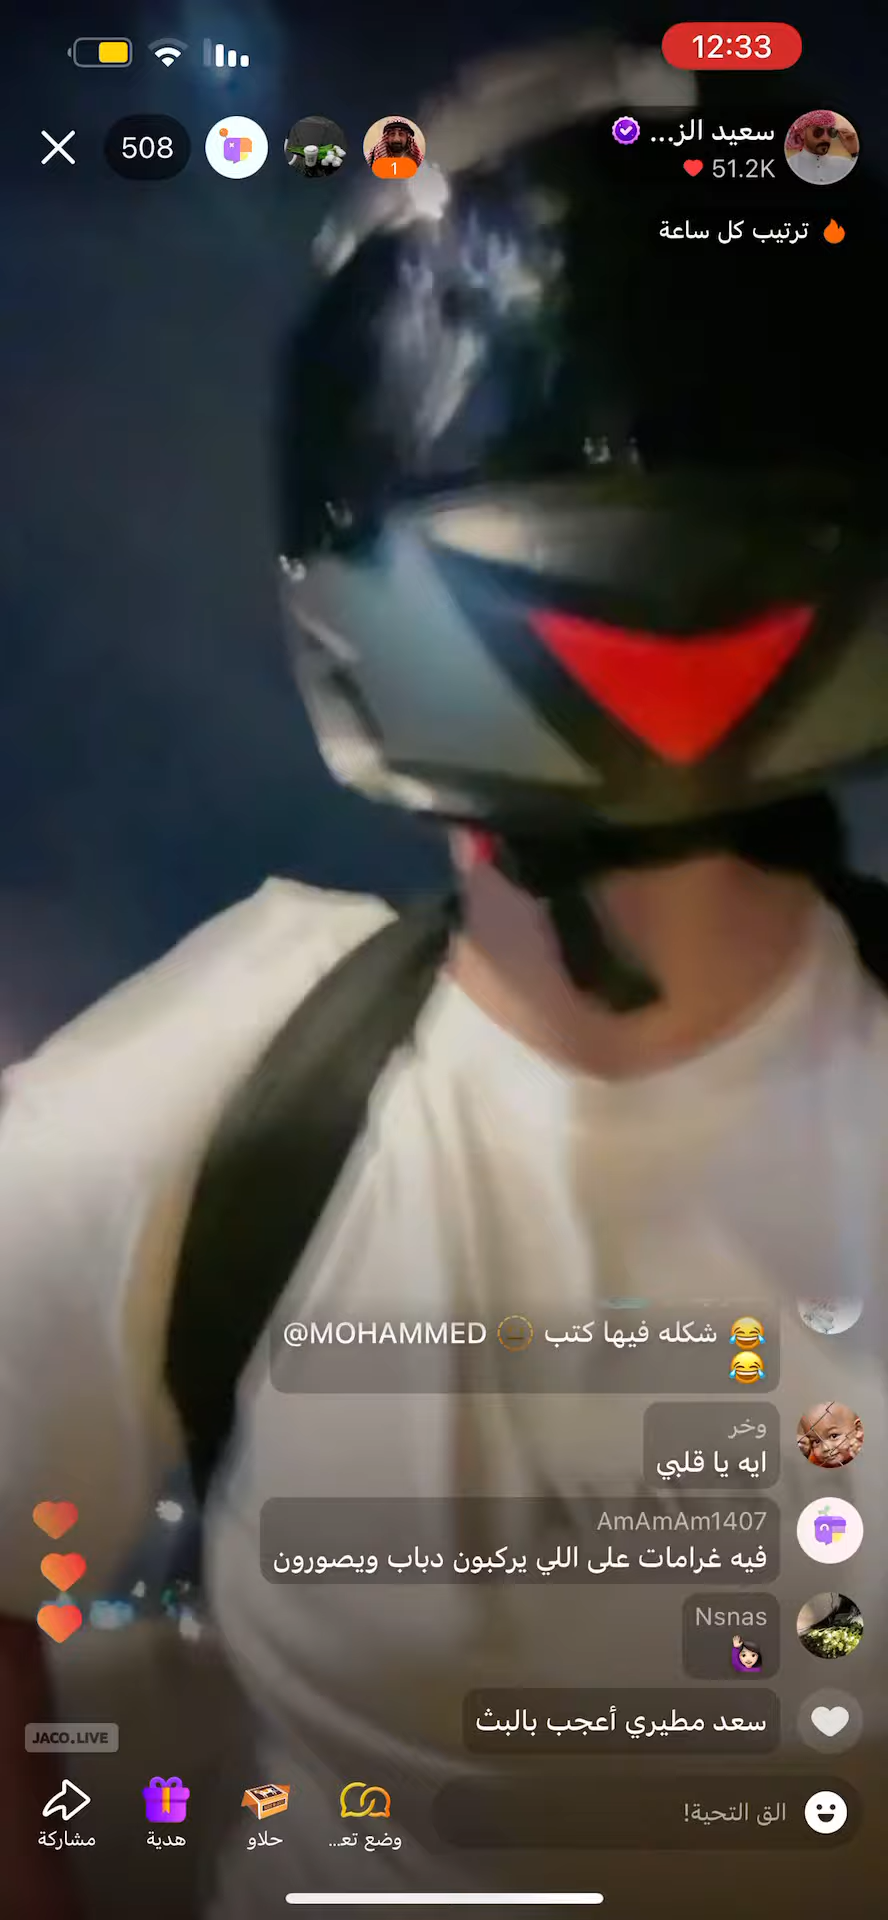 12:33
سعيد الز...
51.2K
508
1
ترتيب كل ساعة
@MOHAMMED شكله فيها كتب 😂
😂
وخر
ايه يا قلبي
AmAmAm1407
فيه غرامات على اللي يركبون دباب ويصورون
Nsnas
🙋🏻‍♀️
سعد مطيري أعجب بالبث
JACO.LIVE
الق التحية!
وضع تعـ...
حلاو
هدية
مشاركة